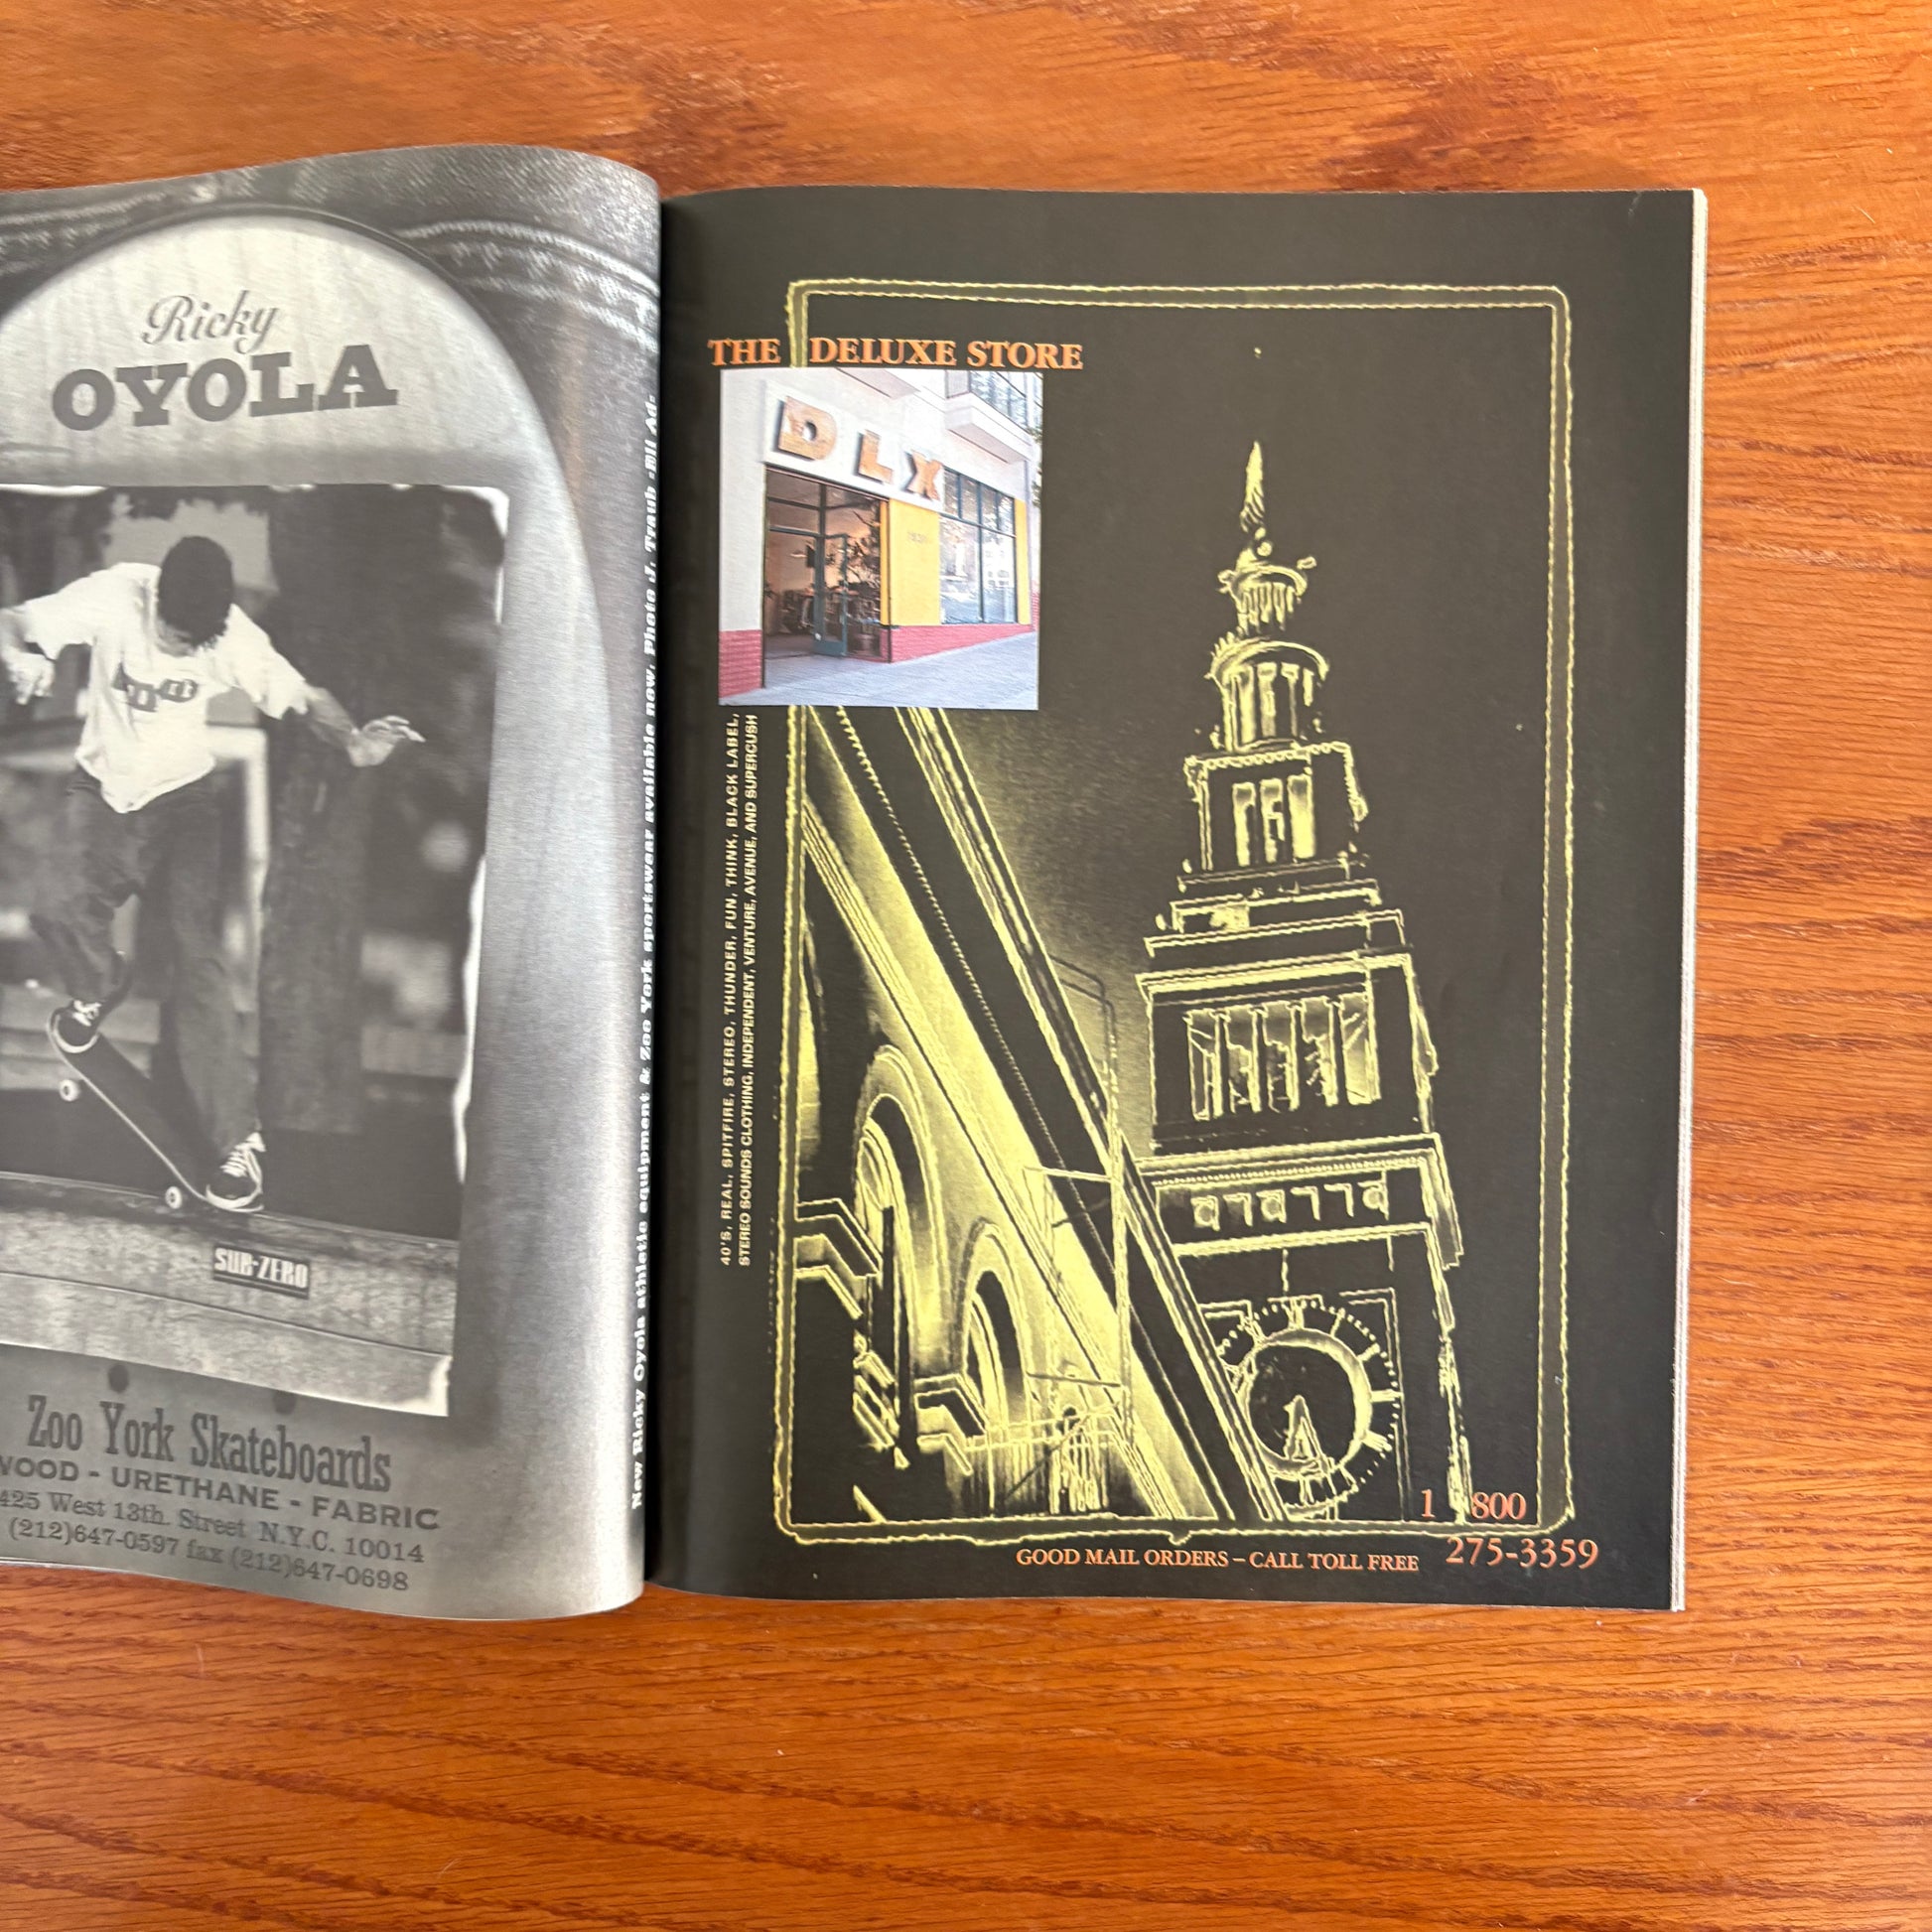 Ricky
OYOLA
SUB-ZERO
Zoo York Skateboards
WOOD - URETHANE - FABRIC
425 West 13th. Street N.Y.C. 10014
(212)647-0597 fax (212)647-0698
New Ricky Oyola athletic equipment & Zoo York sportswear available now. Photo J. Traub -Ill Ad-
THE DELUXE STORE
DLX
40'S, REAL, SPITFIRE, STEREO, THUNDER, FUN, THINK, BLACK LABEL,
STEREO SOUNDS CLOTHING, INDEPENDENT, VENTURE, AVENUE, AND SUPERCUSH
1 800
275-3359
GOOD MAIL ORDERS – CALL TOLL FREE